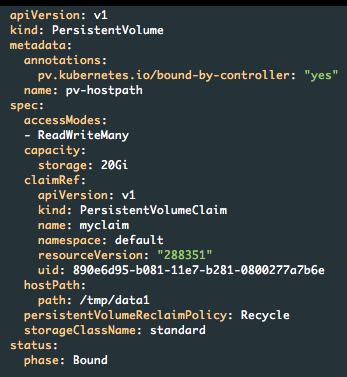 apiVersion: v1
kind: PersistentVolume
metadata:
  annotations:
    pv.kubernetes.io/bound-by-controller: "yes"
  name: pv-hostpath
spec:
  accessModes:
  - ReadWriteMany
  capacity:
    storage: 20Gi
  claimRef:
    apiVersion: v1
    kind: PersistentVolumeClaim
    name: myclaim
    namespace: default
    resourceVersion: "288351"
    uid: 890e6d95-b081-11e7-b281-0800277a7b6e
  hostPath:
    path: /tmp/data1
  persistentVolumeReclaimPolicy: Recycle
  storageClassName: standard
status:
  phase: Bound